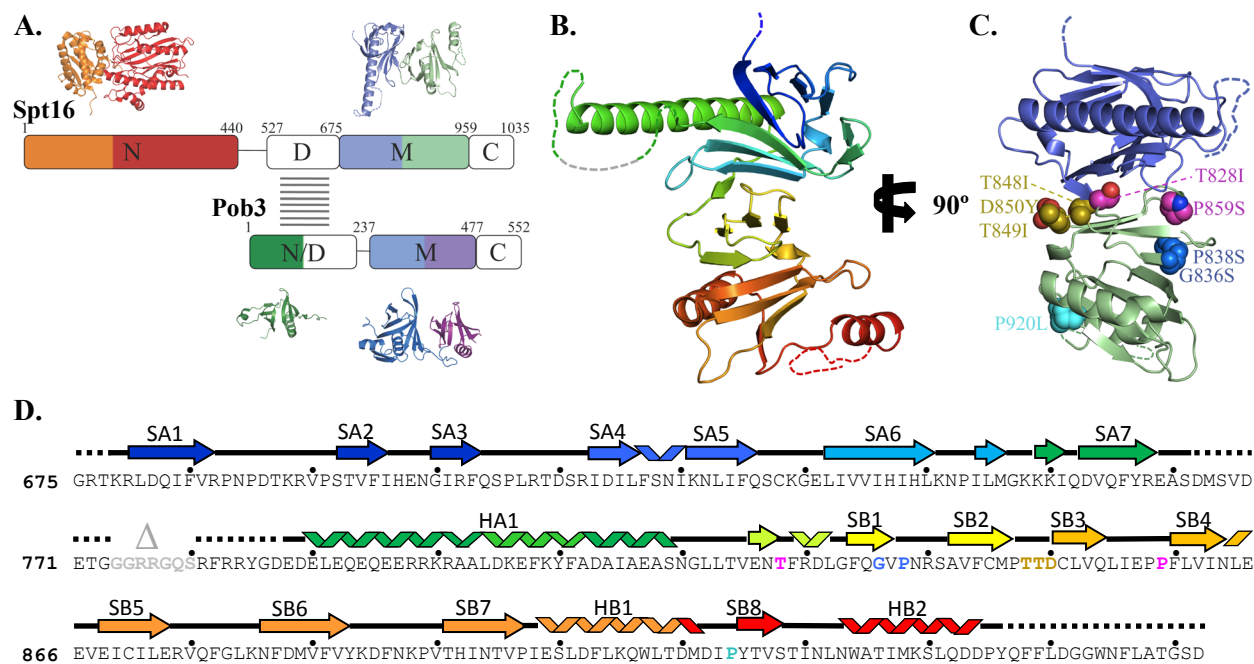 A.
B.
C.
Spt16
1 440 527 675 959 1035
N D M C
Pob3
1 237 477 552
N/D M C
90º
T848I T828I
D850Y P859S
T849I
P838S
G836S
P920L
D.
SA1 SA2 SA3 SA4 SA5 SA6 SA7
675 GRTKRLDQIFVRPNPDTKRVPSTVFIHENGIRFQSPLRTDSRIDILFSNIKNLIFQSCKGELIVVIHIHLKNPILMGKKKIQDVQFYREASDMSVD
Δ HA1 SB1 SB2 SB3 SB4
771 ETGGGRRGQSRFRRYGDEDELEQEQEERRKRAALDKEFKYFADAIAEASNGLLTVENTFRDLGFQGVPNRSAVFCMPTTDCLVQLIEPPFLVINLE
SB5 SB6 SB7 HB1 SB8 HB2
866 EVEICILERVQFGLKNFDMVFVYKDFNKPVTHINTVPIESLDFLKQWLTDMDIPYTVSTINLNWATIMKSLQDDPYQFFLDGGWNFLATGSD